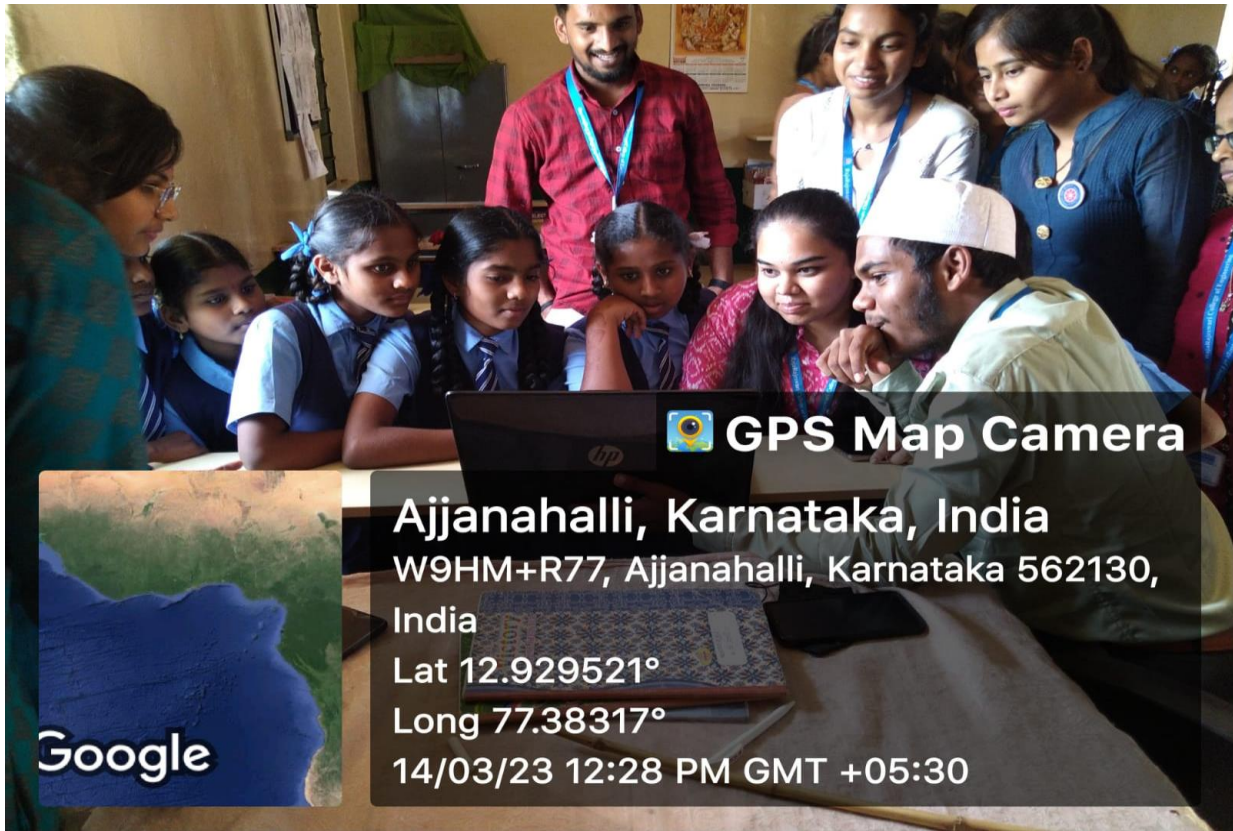 hp
GPS Map Camera
Ajjanahalli, Karnataka, India
W9HM+R77, Ajjanahalli, Karnataka 562130,
India
Lat 12.929521°
Long 77.38317°
14/03/23 12:28 PM GMT +05:30
Google